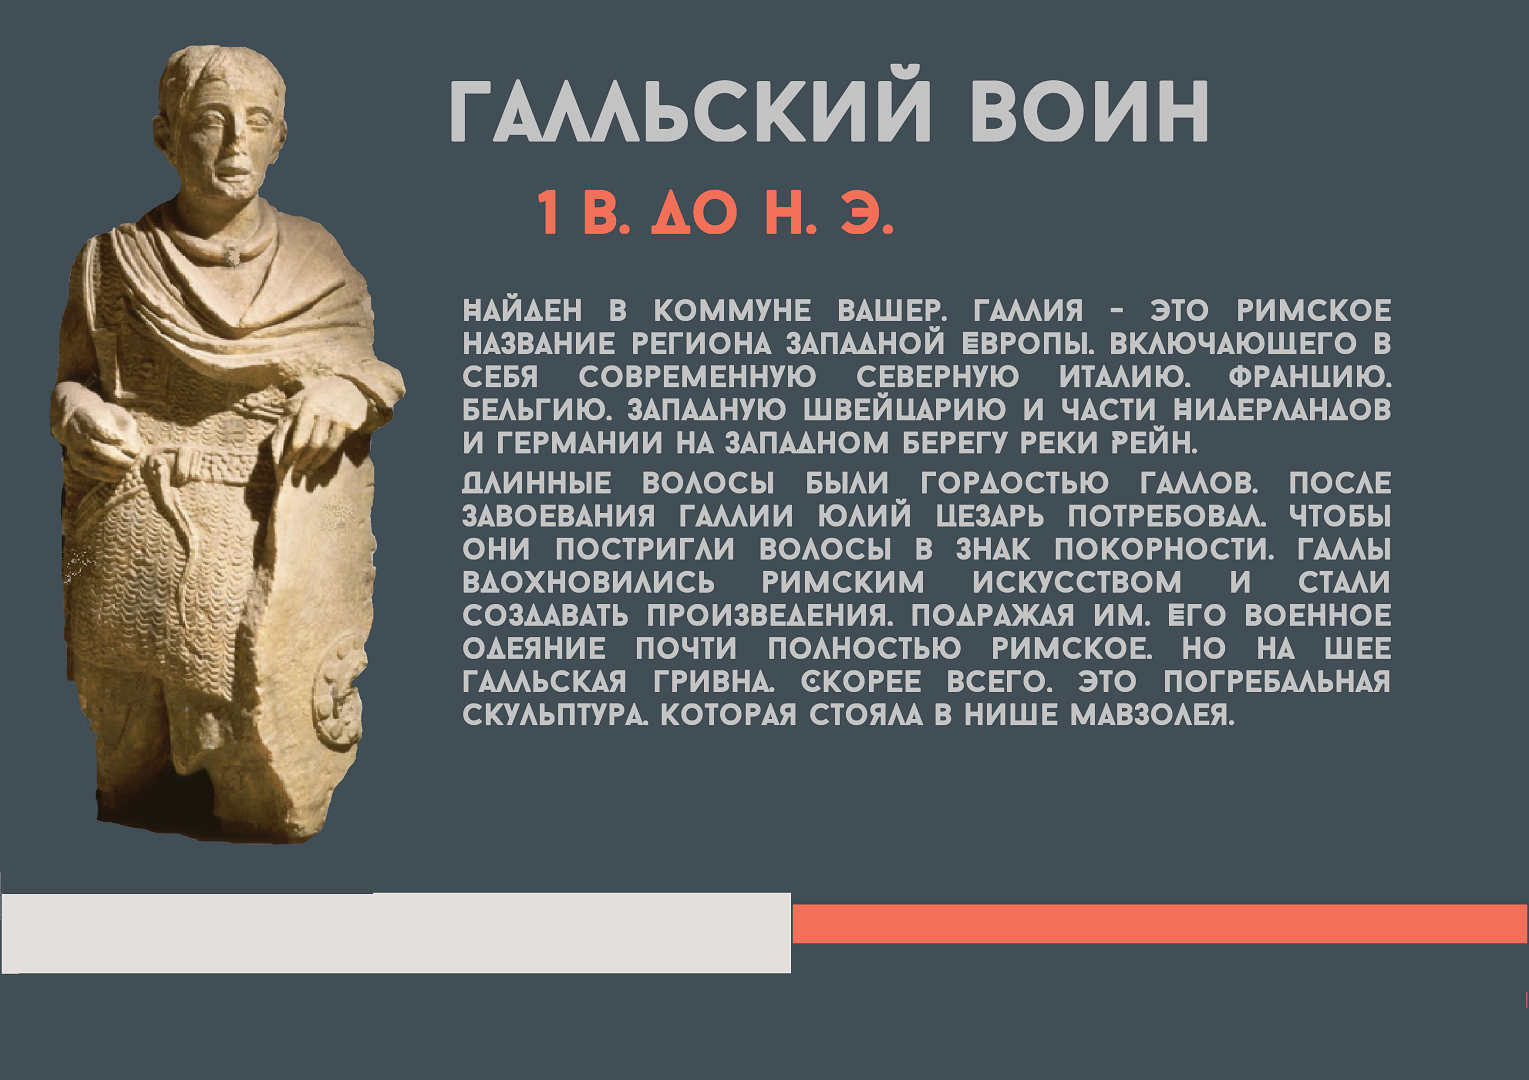 ГАЛЛЬСКИЙ ВОИН
1 В. ДО Н. Э.
НАЙДЕН В КОММУНЕ ВАШЕР. ГАЛЛИЯ - ЭТО РИМСКОЕ
НАЗВАНИЕ РЕГИОНА ЗАПАДНОЙ ЕВРОПЫ. ВКЛЮЧАЮЩЕГО В
СЕБЯ СОВРЕМЕННУЮ СЕВЕРНУЮ ИТАЛИЮ. ФРАНЦИЮ.
БЕЛЬГИЮ. ЗАПАДНУЮ ШВЕЙЦАРИЮ И ЧАСТИ НИДЕРЛАНДОВ
И ГЕРМАНИИ НА ЗАПАДНОМ БЕРЕГУ РЕКИ РЕЙН.
ДЛИННЫЕ ВОЛОСЫ БЫЛИ ГОРДОСТЬЮ ГАЛЛОВ. ПОСЛЕ
ЗАВОЕВАНИЯ ГАЛЛИИ ЮЛИЙ ЦЕЗАРЬ ПОТРЕБОВАЛ. ЧТОБЫ
ОНИ ПОСТРИГЛИ ВОЛОСЫ В ЗНАК ПОКОРНОСТИ. ГАЛЛЫ
ВДОХНОВИЛИСЬ РИМСКИМ ИСКУССТВОМ И СТАЛИ
СОЗДАВАТЬ ПРОИЗВЕДЕНИЯ. ПОДРАЖАЯ ИМ. ЕГО ВОЕННОЕ
ОДЕЯНИЕ ПОЧТИ ПОЛНОСТЬЮ РИМСКОЕ. НО НА ШЕЕ
ГАЛЛЬСКАЯ ГРИВНА. СКОРЕЕ ВСЕГО. ЭТО ПОГРЕБАЛЬНАЯ
СКУЛЬПТУРА. КОТОРАЯ СТОЯЛА В НИШЕ МАВЗОЛЕЯ.